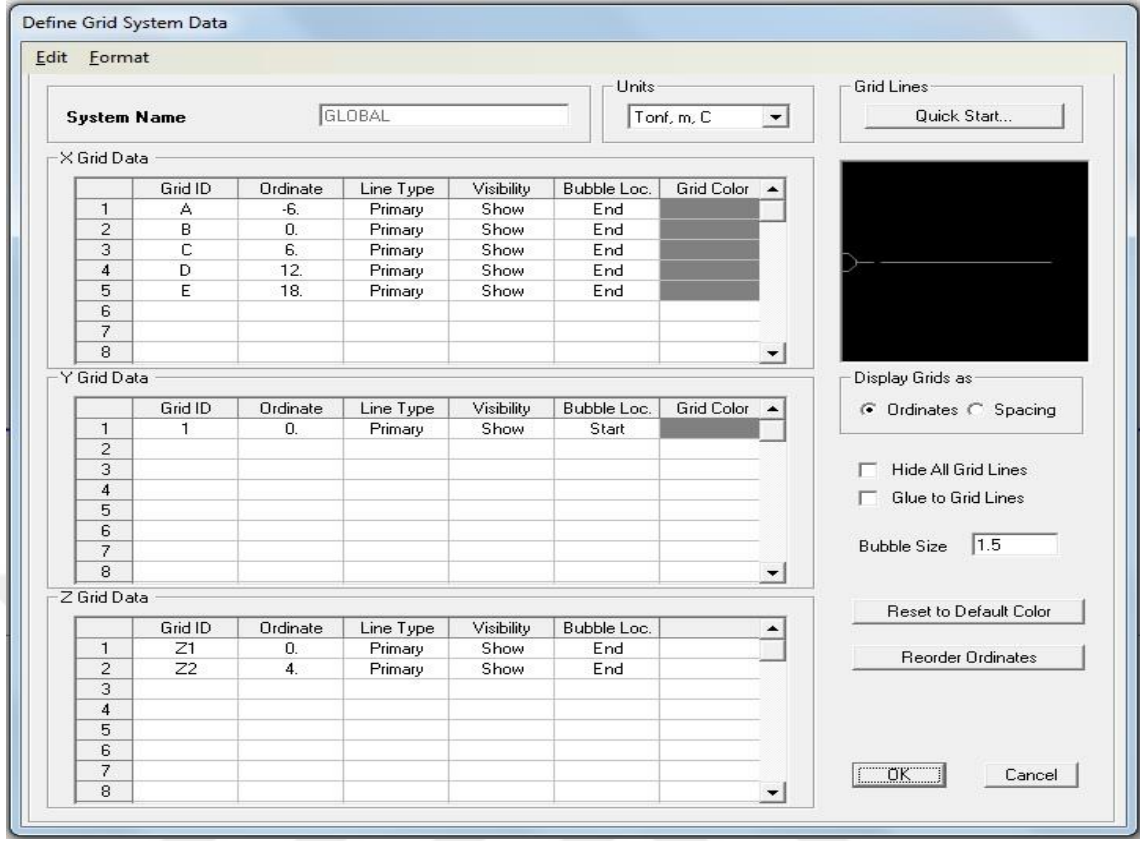 Define Grid System Data
Edit Format
Units
Grid Lines
System Name GLOBAL Tonf, m, C Quick Start...
X Grid Data
Grid ID Ordinate Line Type Visibility Bubble Loc. Grid Color
1 A -6. Primary Show End
2 B 0. Primary Show End
3 C 6. Primary Show End
4 D 12. Primary Show End
5 E 18. Primary Show End
6
7
8
Y Grid Data
Display Grids as
Grid ID Ordinate Line Type Visibility Bubble Loc. Grid Color
Ordinates Spacing
1 1 0. Primary Show Start
2
3
4
5
6
7
8
Hide All Grid Lines
Glue to Grid Lines
Bubble Size 1.5
Z Grid Data
Grid ID Ordinate Line Type Visibility Bubble Loc.
1 Z1 0. Primary Show End
2 Z2 4. Primary Show End
3
4
5
6
7
8
Reset to Default Color
Reorder Ordinates
OK Cancel